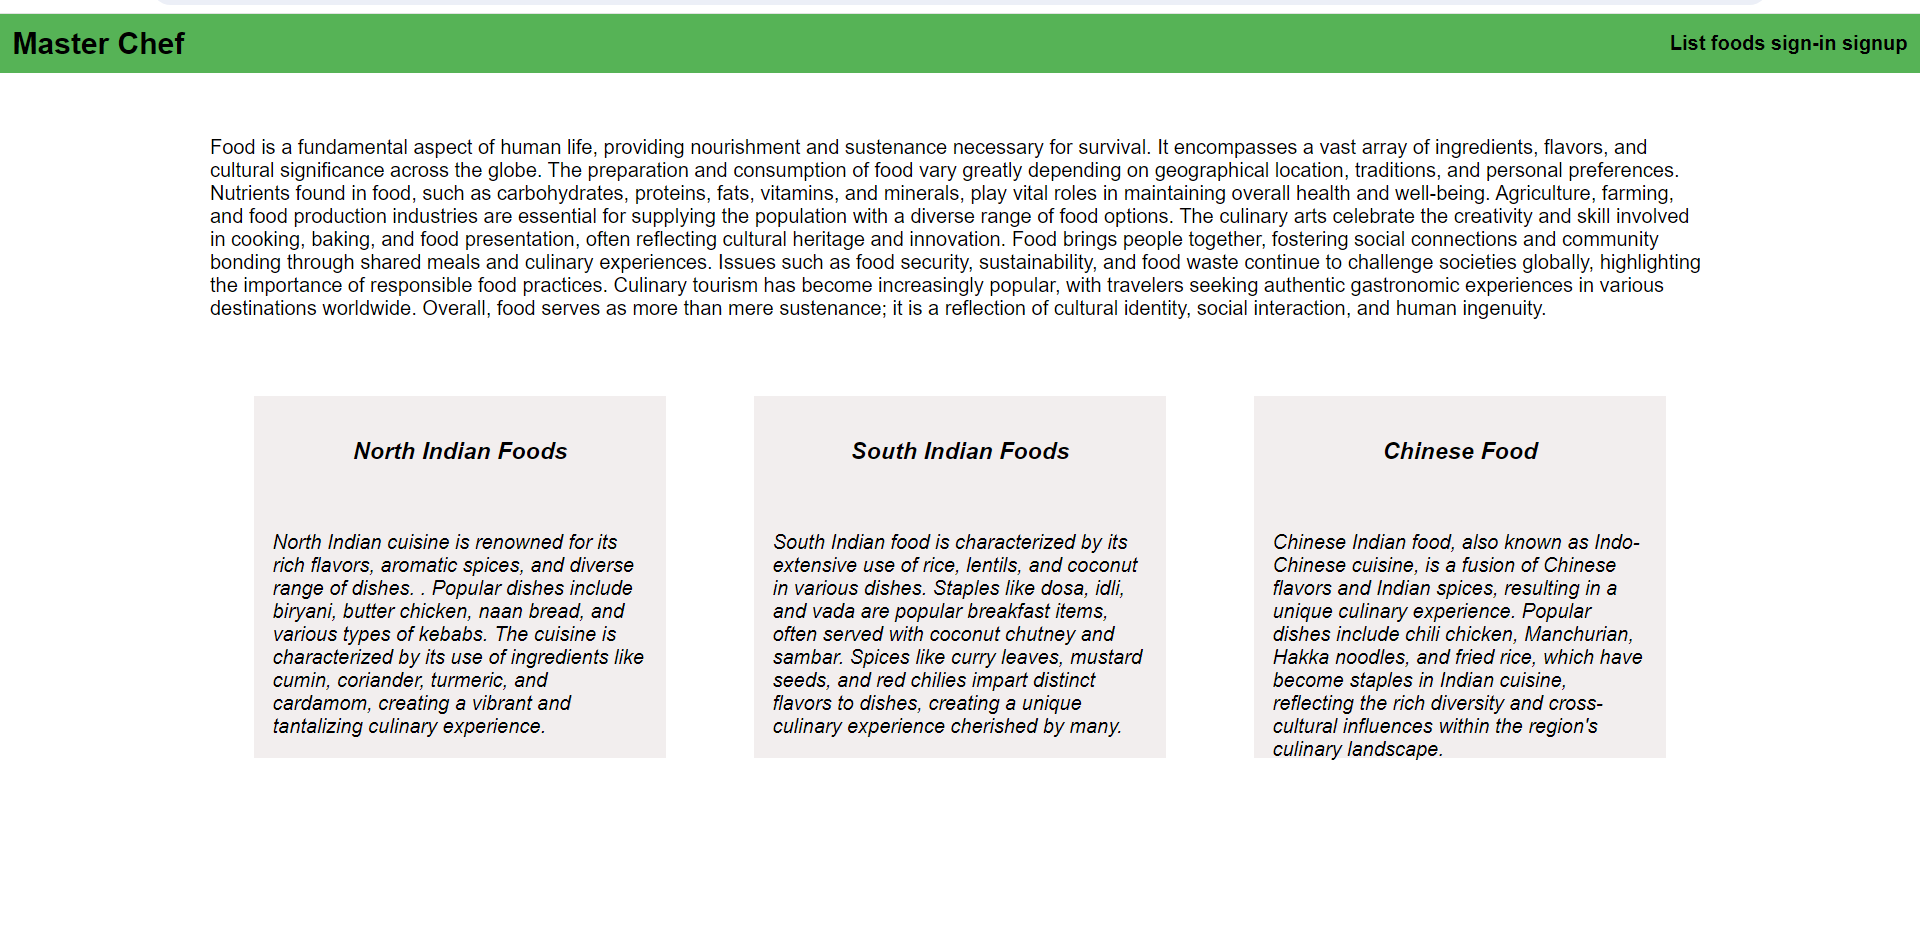 Master Chef
List foods sign-in signup
Food is a fundamental aspect of human life, providing nourishment and sustenance necessary for survival. It encompasses a vast array of ingredients, flavors, and
cultural significance across the globe. The preparation and consumption of food vary greatly depending on geographical location, traditions, and personal preferences.
Nutrients found in food, such as carbohydrates, proteins, fats, vitamins, and minerals, play vital roles in maintaining overall health and well-being. Agriculture, farming,
and food production industries are essential for supplying the population with a diverse range of food options. The culinary arts celebrate the creativity and skill involved
in cooking, baking, and food presentation, often reflecting cultural heritage and innovation. Food brings people together, fostering social connections and community
bonding through shared meals and culinary experiences. Issues such as food security, sustainability, and food waste continue to challenge societies globally, highlighting
the importance of responsible food practices. Culinary tourism has become increasingly popular, with travelers seeking authentic gastronomic experiences in various
destinations worldwide. Overall, food serves as more than mere sustenance; it is a reflection of cultural identity, social interaction, and human ingenuity.
North Indian Foods
North Indian cuisine is renowned for its
rich flavors, aromatic spices, and diverse
range of dishes. . Popular dishes include
biryani, butter chicken, naan bread, and
various types of kebabs. The cuisine is
characterized by its use of ingredients like
cumin, coriander, turmeric, and
cardamom, creating a vibrant and
tantalizing culinary experience.
South Indian Foods
South Indian food is characterized by its
extensive use of rice, lentils, and coconut
in various dishes. Staples like dosa, idli,
and vada are popular breakfast items,
often served with coconut chutney and
sambar. Spices like curry leaves, mustard
seeds, and red chilies impart distinct
flavors to dishes, creating a unique
culinary experience cherished by many.
Chinese Food
Chinese Indian food, also known as Indo-
Chinese cuisine, is a fusion of Chinese
flavors and Indian spices, resulting in a
unique culinary experience. Popular
dishes include chili chicken, Manchurian,
Hakka noodles, and fried rice, which have
become staples in Indian cuisine,
reflecting the rich diversity and cross-
cultural influences within the region's
culinary landscape.